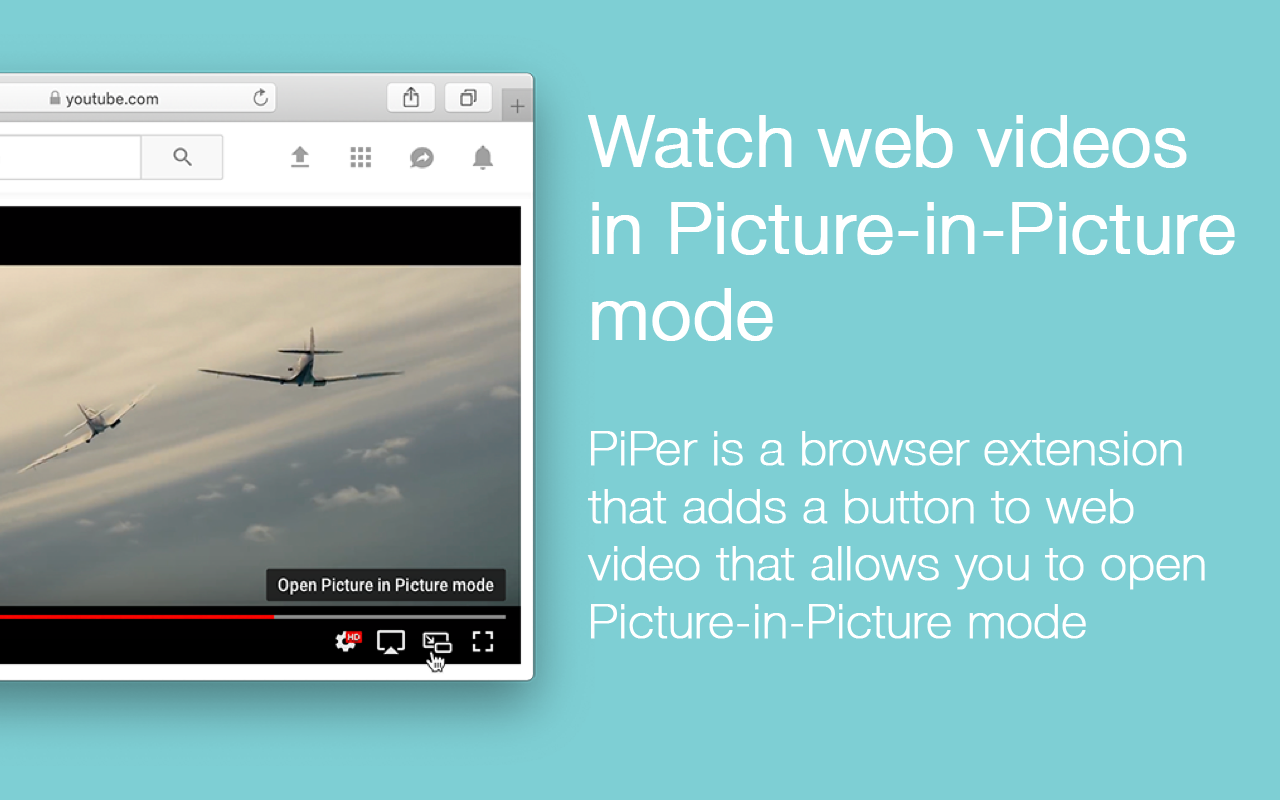 youtube.com
Watch web videos
in Picture-in-Picture
mode
PiPer is a browser extension
that adds a button to web
video that allows you to open
Picture-in-Picture mode
Open Picture in Picture mode
HD